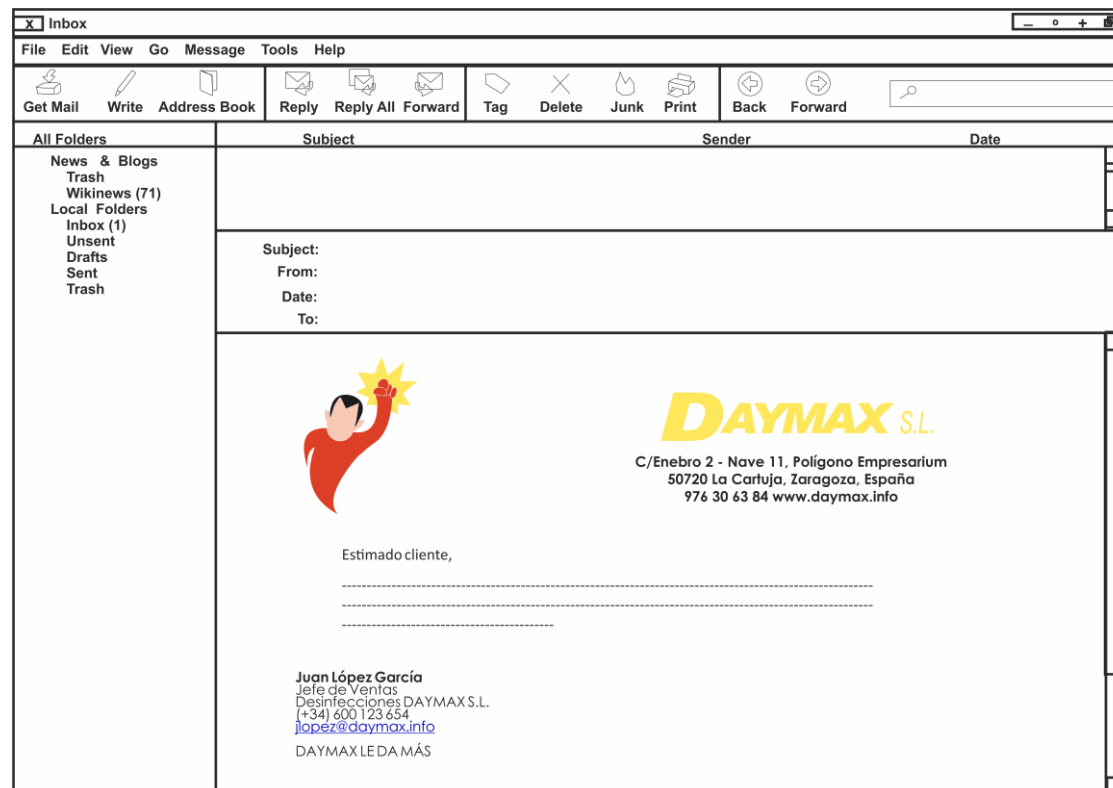 X Inbox
File Edit View Go Message Tools Help
Get Mail Write Address Book Reply Reply All Forward Tag Delete Junk Print Back Forward
All Folders Subject Sender Date
News & Blogs
Trash
Wikinews (71)
Local Folders
Inbox (1)
Unsent
Drafts
Sent
Trash
Subject:
From:
Date:
To:
DAYMAX S.L.
C/Enebro 2 - Nave 11, Polígono Empresarium
50720 La Cartuja, Zaragoza, España
976 30 63 84 www.daymax.info
Estimado cliente,
Juan López García
Jefe de Ventas
Desinfecciones DAYMAX S.L.
(+34) 600 123 654
jlopez@daymax.info
DAYMAX LE DA MÁS